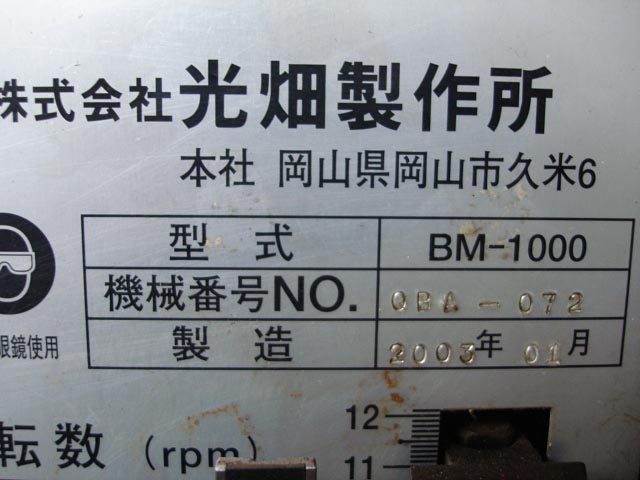 株式会社光畑製作所
本社 岡山県岡山市久米6
型式 BM-1000
機械番号NO. 0BA-072
製造 2003年 01月
眼鏡使用
転数 (rpm)
12
11